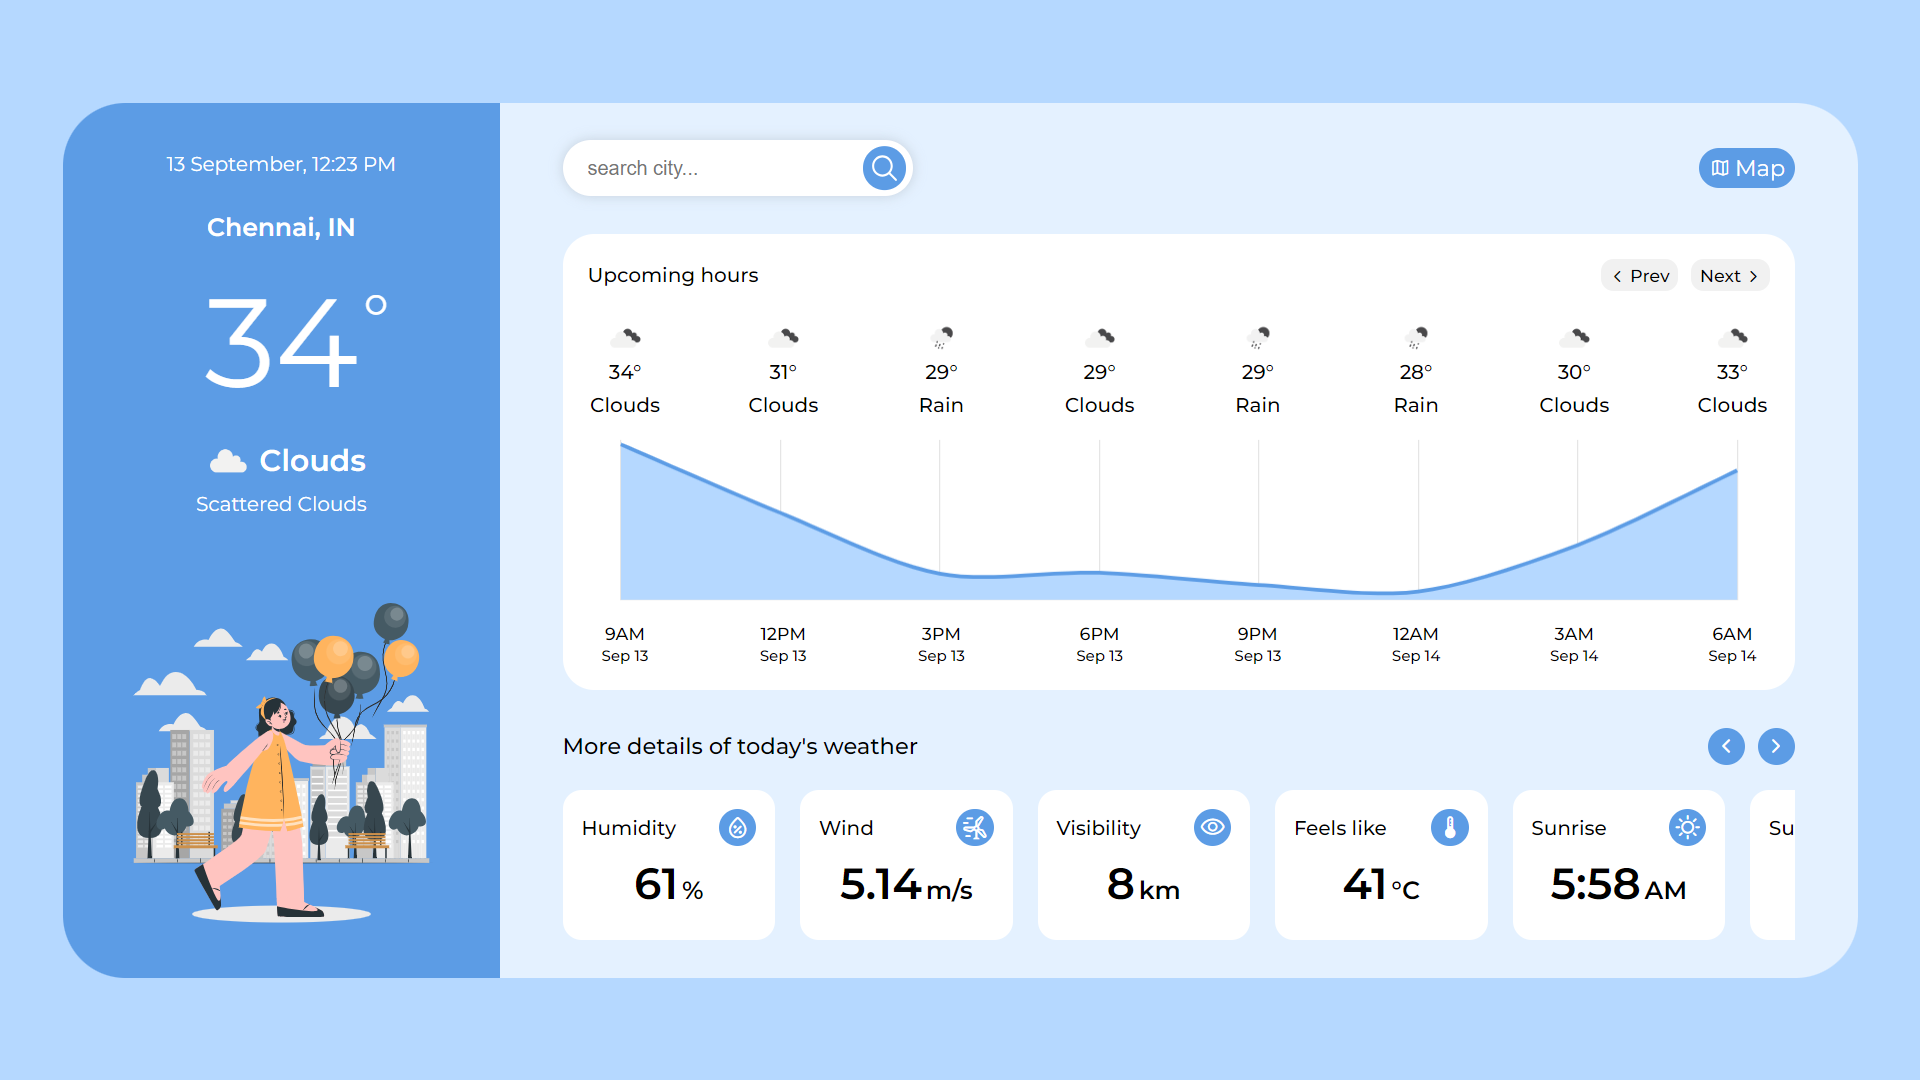 13 September, 12:23 PM
Chennai, IN
34°
Clouds
Scattered Clouds
search city...
Map
Upcoming hours
Prev Next
34° 31° 29° 29° 29° 28° 30° 33°
Clouds Clouds Rain Clouds Rain Rain Clouds Clouds
9AM 12PM 3PM 6PM 9PM 12AM 3AM 6AM
Sep 13 Sep 13 Sep 13 Sep 13 Sep 13 Sep 14 Sep 14 Sep 14
More details of today's weather
Humidity Wind Visibility Feels like Sunrise Su
61 % 5.14 m/s 8 km 41 °C 5:58 AM